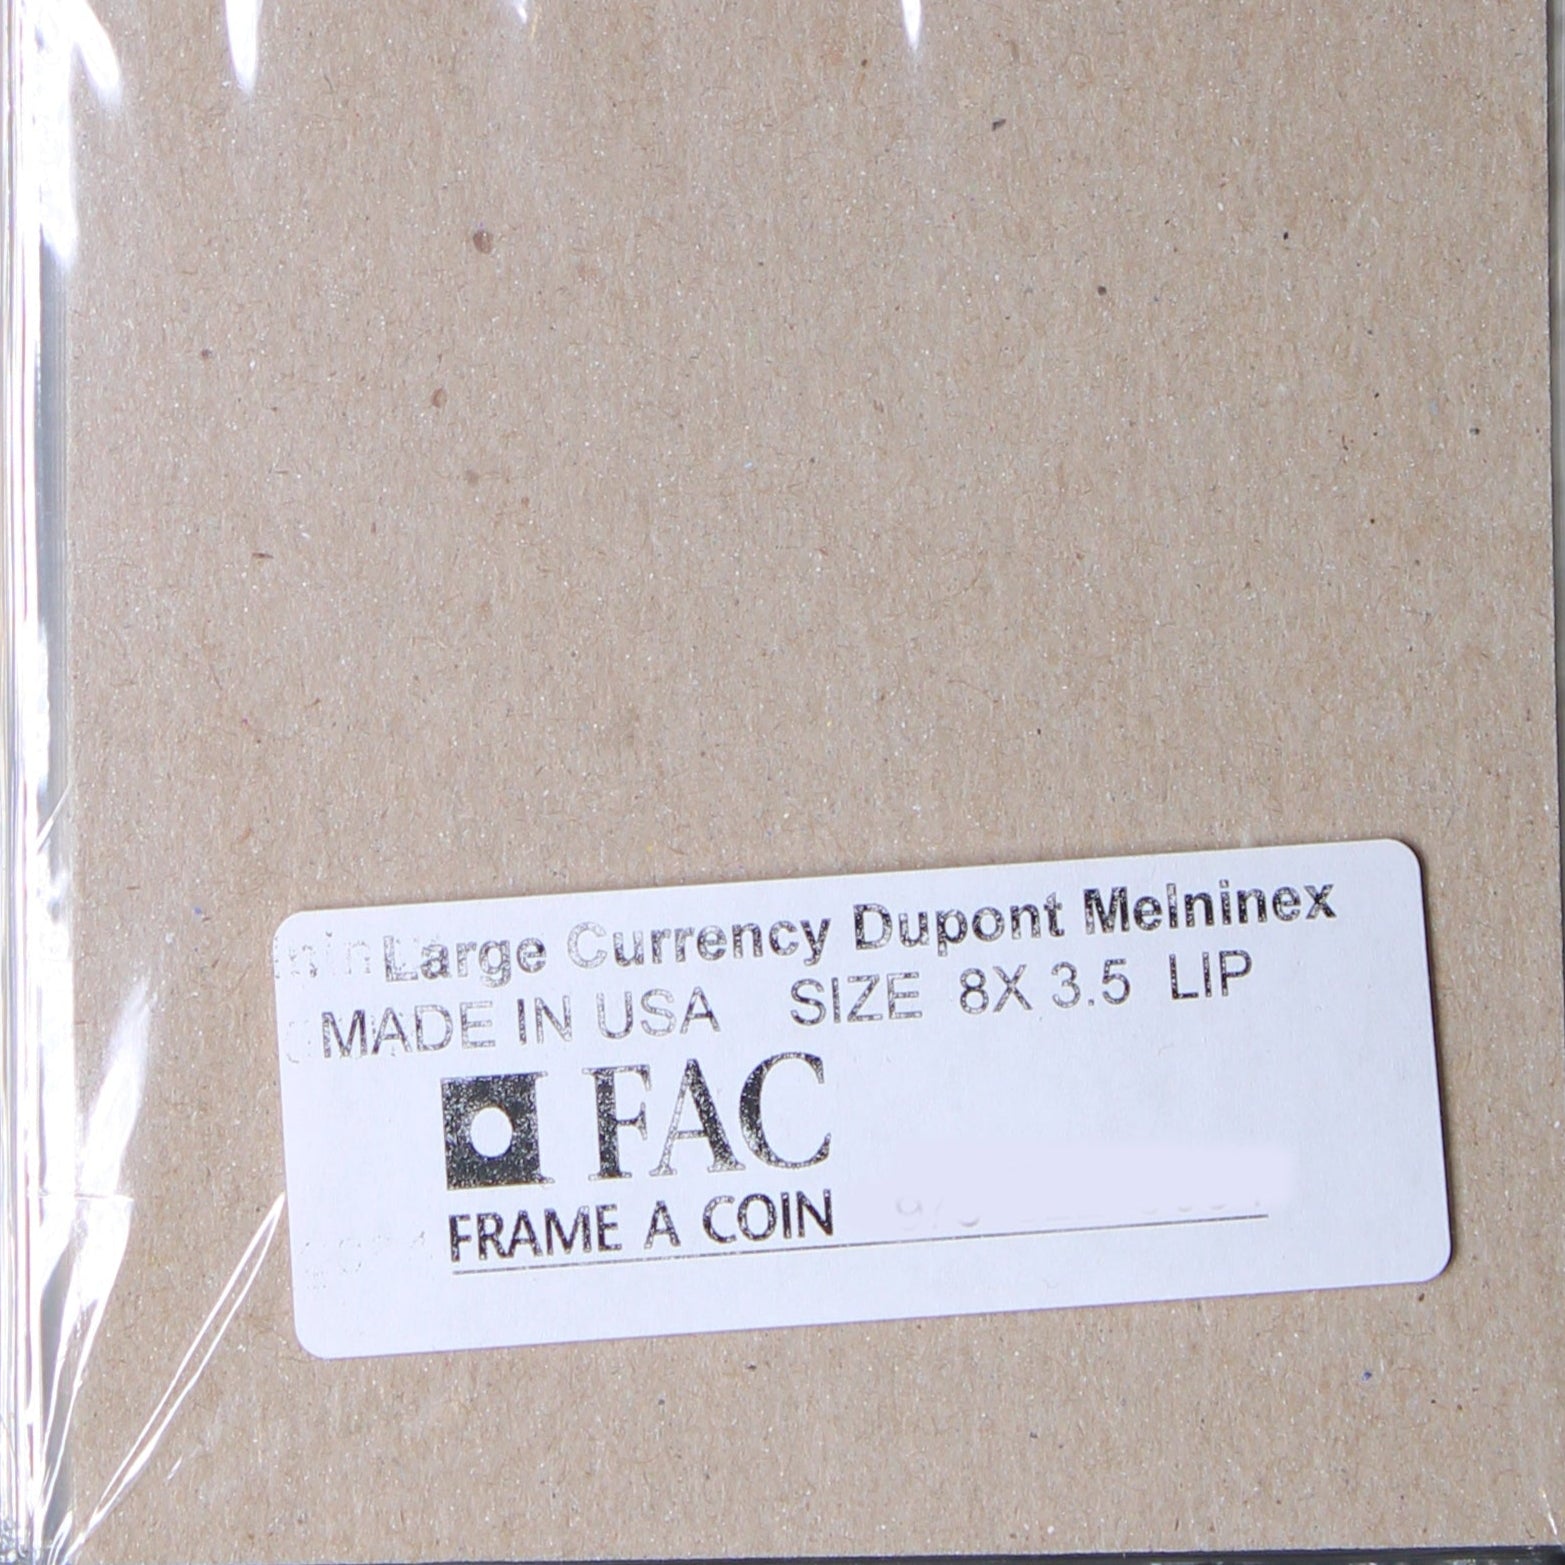 Large Currency Dupont Melninex
MADE IN USA SIZE 8X 3.5 LIP
FAC
FRAME A COIN